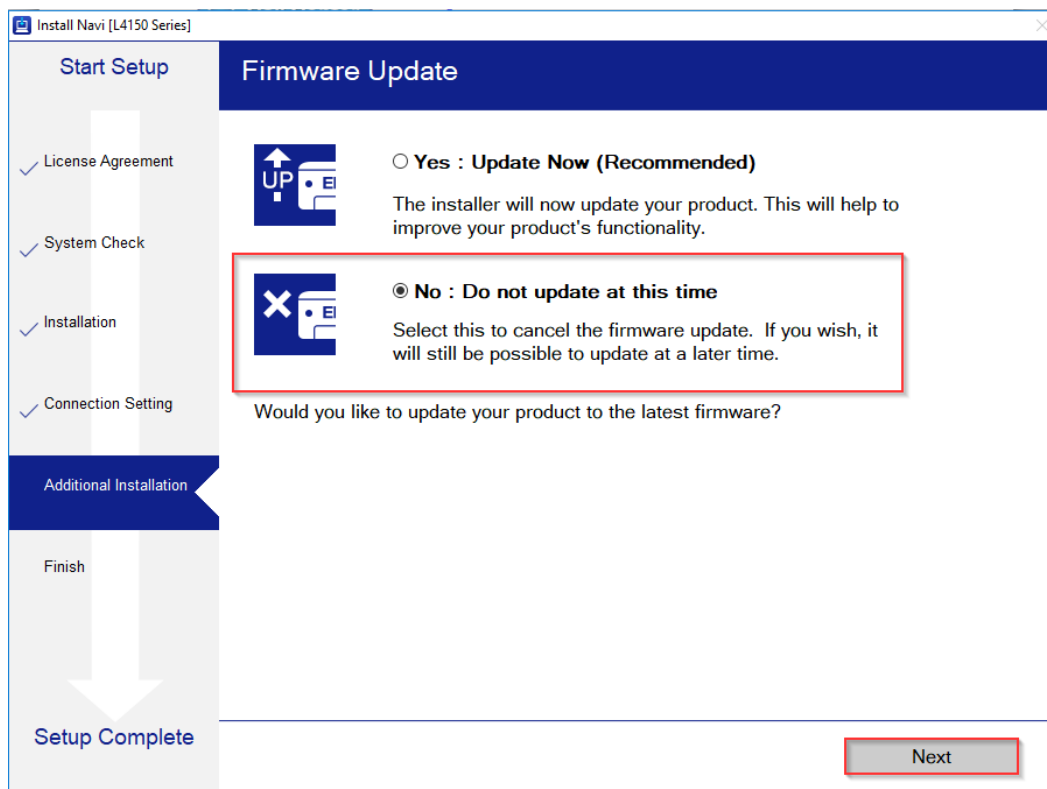 Install Navi [L4150 Series]
Start Setup
License Agreement
System Check
Installation
Connection Setting
Additional Installation
Finish
Setup Complete
Firmware Update
UP
Yes : Update Now (Recommended)
The installer will now update your product. This will help to
improve your product's functionality.
No : Do not update at this time
Select this to cancel the firmware update.  If you wish, it
will still be possible to update at a later time.
Would you like to update your product to the latest firmware?
Next